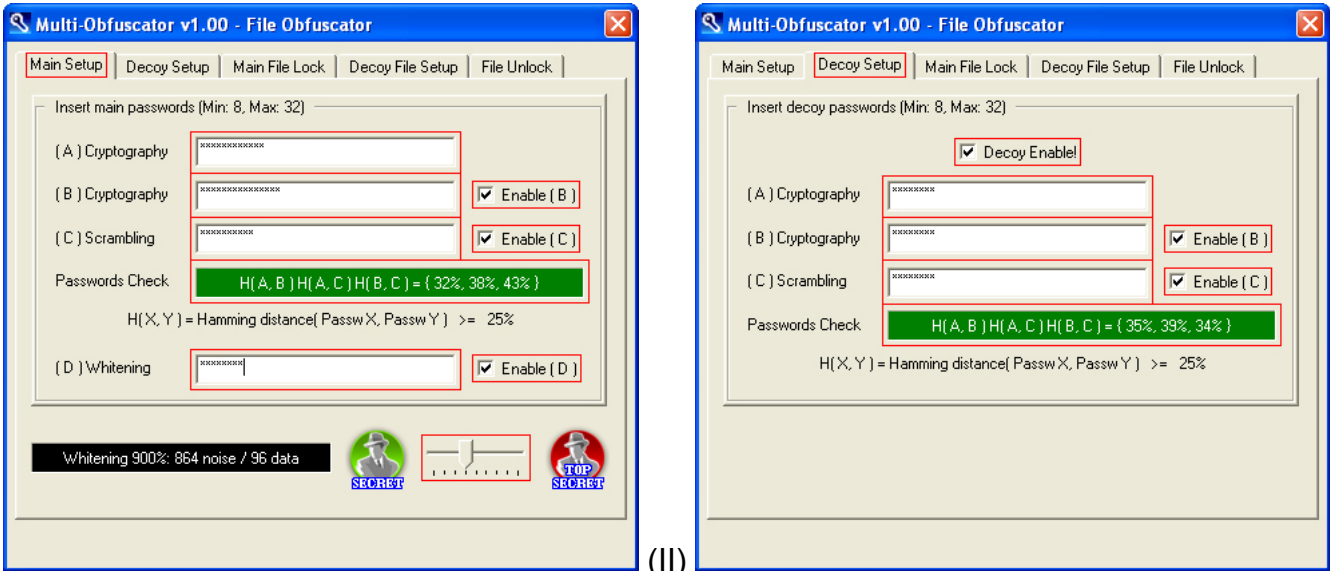 Multi-Obfuscator v1.00 - File Obfuscator
Main Setup Decoy Setup Main File Lock Decoy File Setup File Unlock
Insert main passwords (Min: 8, Max: 32)
( A ) Cryptography ************
( B ) Cryptography *************** Enable ( B )
( C ) Scrambling ********** Enable ( C )
Passwords Check H( A, B ) H( A, C ) H( B, C ) = { 32%, 38%, 43% }
H( X, Y ) = Hamming distance( Passw X, Passw Y ) >= 25%
( D ) Whitening ******** Enable ( D )
Whitening 900%: 864 noise / 96 data
SECRET
TOP
SECRET
(II)
Multi-Obfuscator v1.00 - File Obfuscator
Main Setup Decoy Setup Main File Lock Decoy File Setup File Unlock
Insert decoy passwords (Min: 8, Max: 32)
Decoy Enable!
( A ) Cryptography ********
( B ) Cryptography ******** Enable ( B )
( C ) Scrambling ******** Enable ( C )
Passwords Check H( A, B ) H( A, C ) H( B, C ) = { 35%, 39%, 34% }
H( X, Y ) = Hamming distance( Passw X, Passw Y ) >= 25%